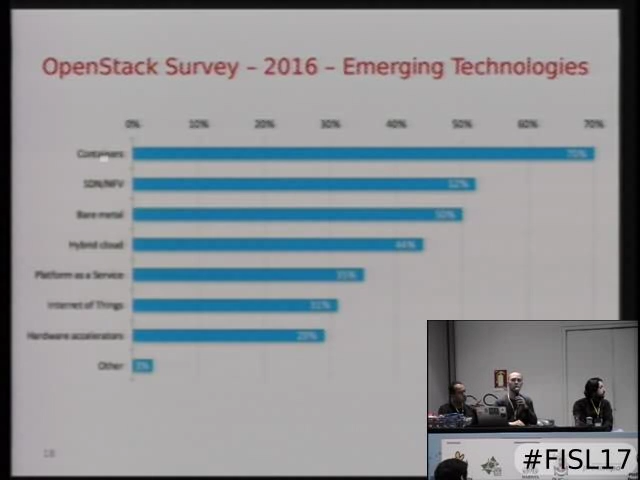 OpenStack Survey – 2016 – Emerging Technologies
0% 10% 20% 30% 40% 50% 60% 70%
Containers 70%
SDN/NFV 52%
Bare metal 50%
Hybrid cloud 44%
Platform as a Service 35%
Internet of Things 31%
Hardware accelerators 29%
Other 3%
18
#FISL17